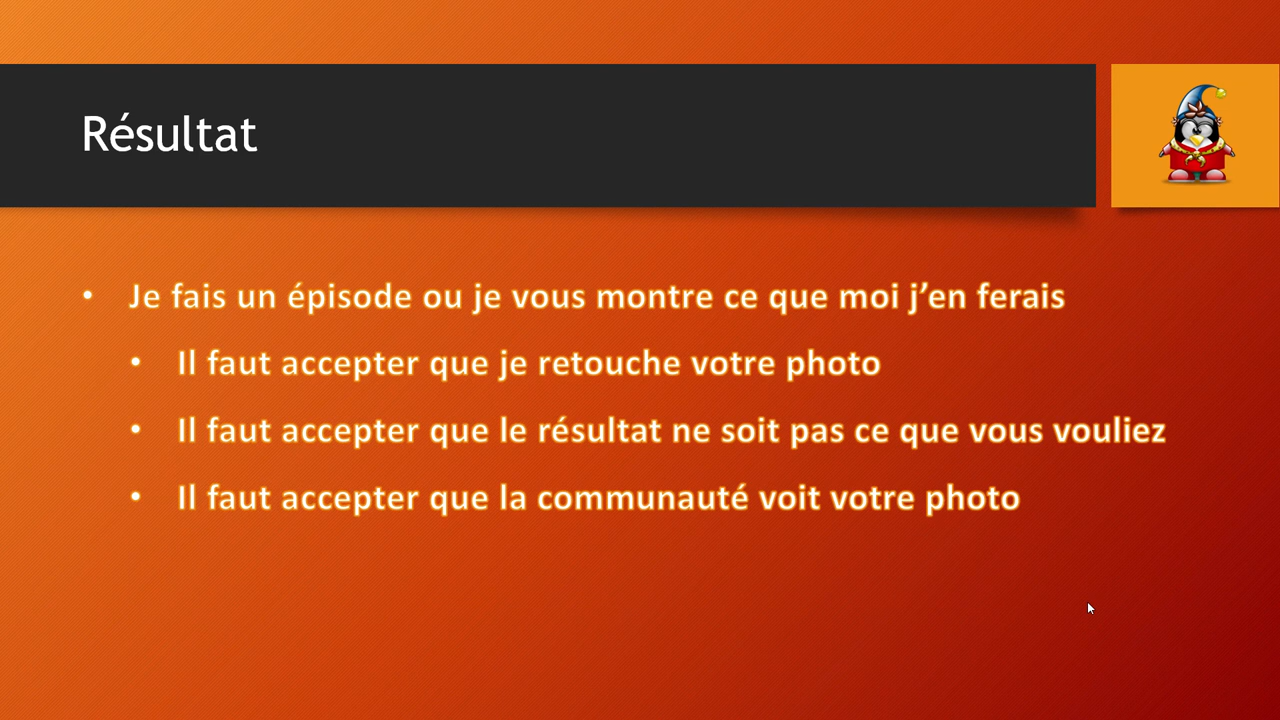 Résultat
• Je fais un épisode ou je vous montre ce que moi j’en ferais
• Il faut accepter que je retouche votre photo
• Il faut accepter que le résultat ne soit pas ce que vous vouliez
• Il faut accepter que la communauté voit votre photo